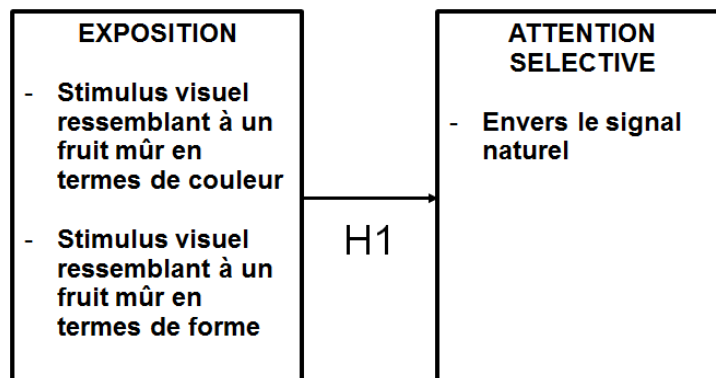 EXPOSITION
- Stimulus visuel
ressemblant à un
fruit mûr en
termes de couleur
- Stimulus visuel
ressemblant à un
fruit mûr en
termes de forme
H1
ATTENTION
SELECTIVE
- Envers le signal
naturel